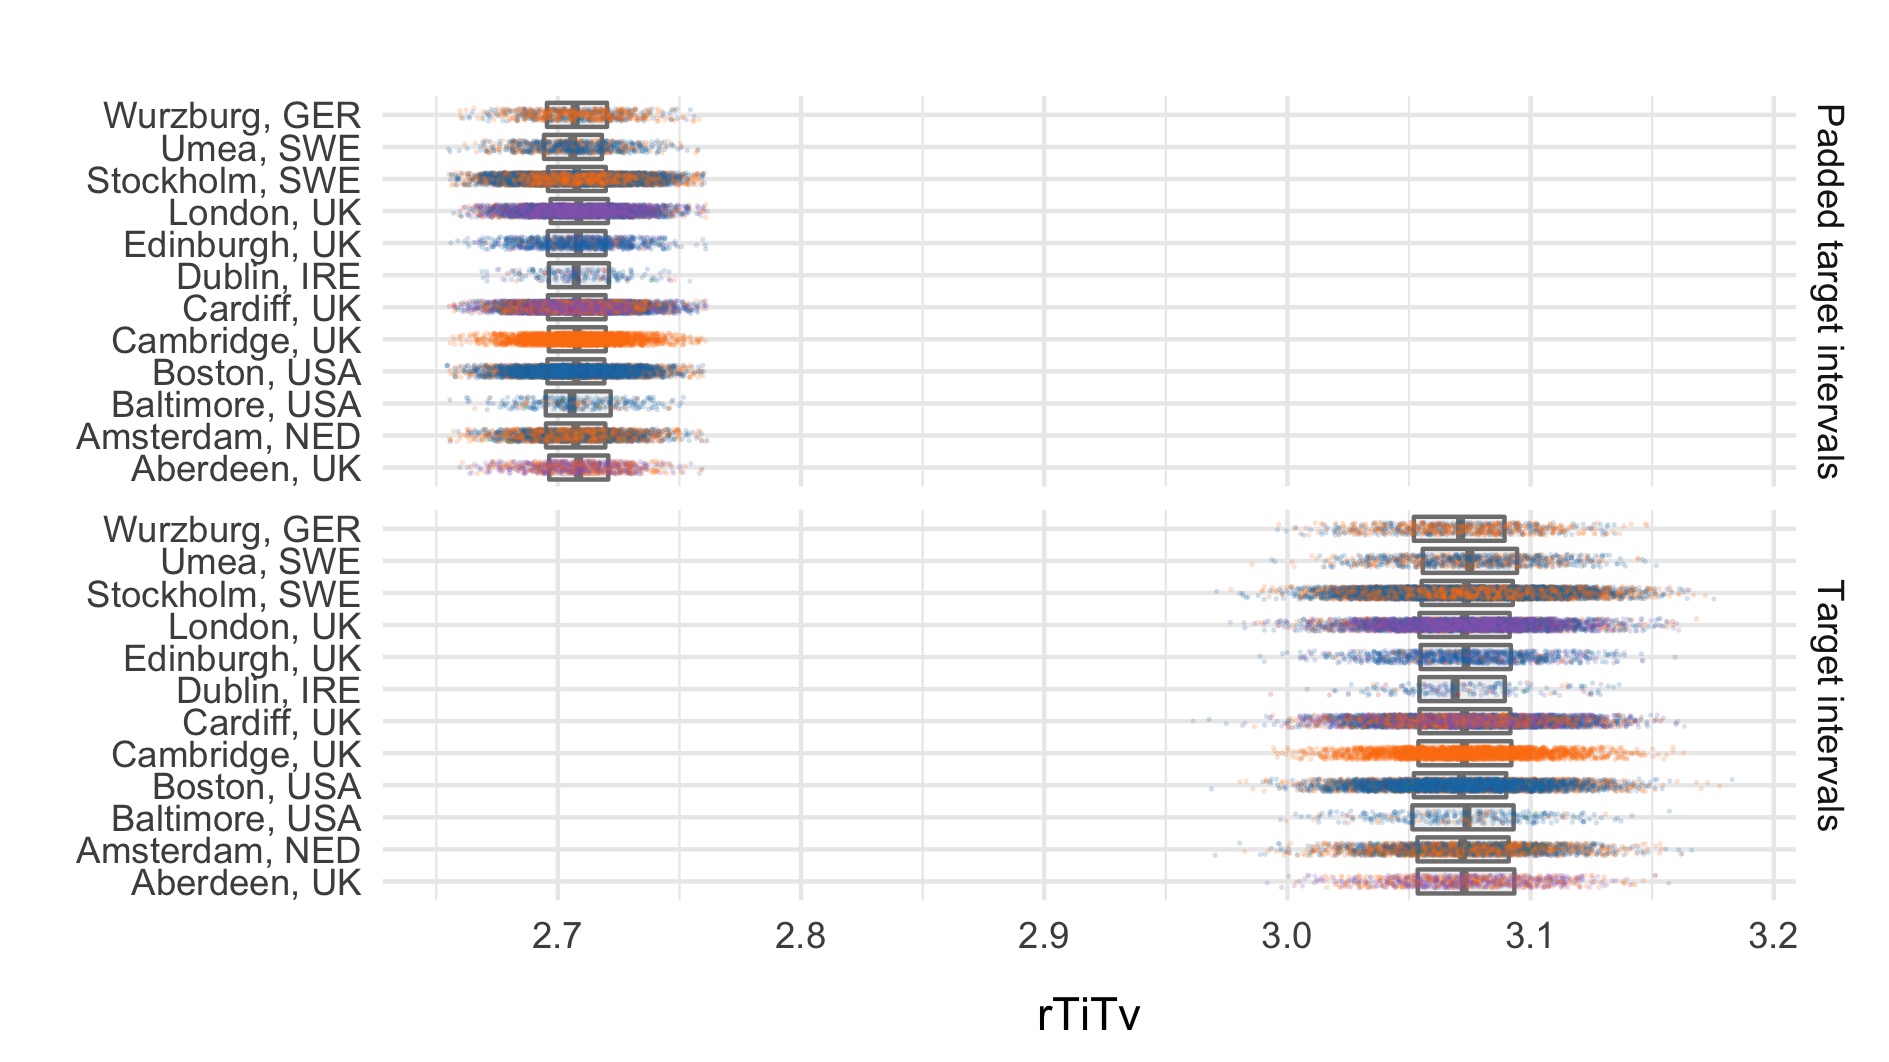 Wurzburg, GER
Umea, SWE
Stockholm, SWE
London, UK
Edinburgh, UK
Dublin, IRE
Cardiff, UK
Cambridge, UK
Boston, USA
Baltimore, USA
Amsterdam, NED
Aberdeen, UK
Padded target intervals
Wurzburg, GER
Umea, SWE
Stockholm, SWE
London, UK
Edinburgh, UK
Dublin, IRE
Cardiff, UK
Cambridge, UK
Boston, USA
Baltimore, USA
Amsterdam, NED
Aberdeen, UK
Target intervals
2.7 2.8 2.9 3.0 3.1 3.2
rTiTv